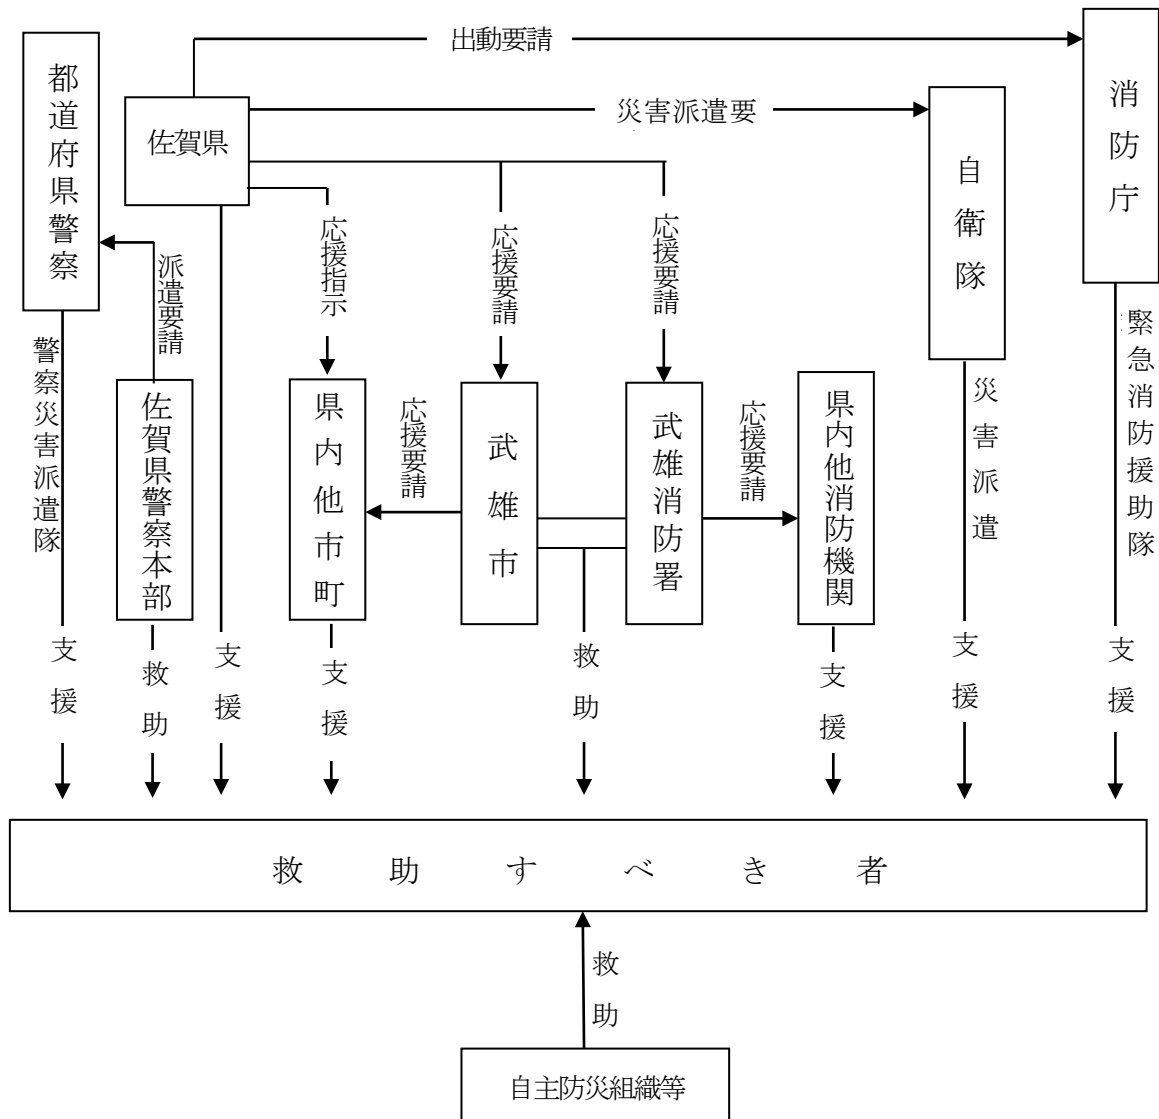 出動要請
都道府県警察
消防庁
災害派遣要
佐賀県
自衛隊
応援指示
応援要請
応援要請
派遣要請
緊急消防援助隊
警察災害派遣隊
県内他市町
武雄市
武雄消防署
県内他消防機関
災害派遣
佐賀県警察本部
応援要請
応援要請
支援
救助
支援
支援
救助
支援
支援
支援
救助すべき者
救助
自主防災組織等